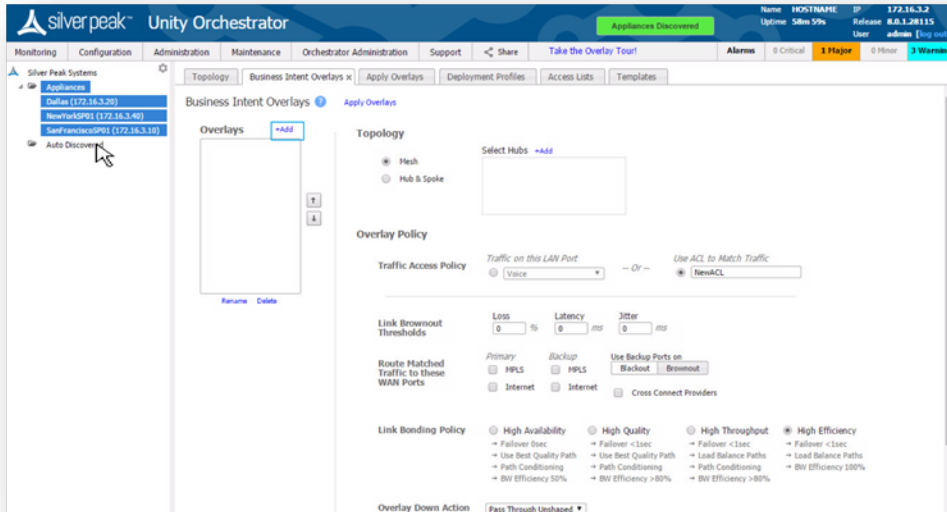 silver peak™ Unity Orchestrator
Appliances Discovered
Name HOSTNAME IP 172.16.3.2
Uptime 58m 59s Release 8.0.1.28115
User admin [log out
Monitoring Configuration Administration Maintenance Orchestrator Administration Support Share Take the Overlay Tour! Alarms 0 Critical 1 Major 0 Minor 3 Warnin
Silver Peak Systems
Appliances
Dallas (172.16.3.20)
NewYorkSP01 (172.16.3.40)
SanFranciscoSP01 (172.16.3.10)
Auto Discovered
Topology Business Intent Overlays x Apply Overlays Deployment Profiles Access Lists Templates
Business Intent Overlays ? Apply Overlays
Overlays +Add
Rename Delete
Topology
Mesh
Hub & Spoke
Select Hubs +Add
Overlay Policy
Traffic Access Policy
Traffic on this LAN Port
Voice
-- Or --
Use ACL to Match Traffic
NewACL
Link Brownout
Thresholds
Loss Latency Jitter
0 % 0 ms 0 ms
Route Matched
Traffic to these
WAN Ports
Primary Backup Use Backup Ports on
MPLS MPLS Blackout Brownout
Internet Internet Cross Connect Providers
Link Bonding Policy
High Availability
→ Failover 0sec
→ Use Best Quality Path
→ Path Conditioning
→ BW Efficiency 50%
High Quality
→ Failover <1sec
→ Use Best Quality Path
→ Path Conditioning
→ BW Efficiency >80%
High Throughput
→ Failover <1sec
→ Load Balance Paths
→ Path Conditioning
→ BW Efficiency >80%
High Efficiency
→ Failover <1sec
→ Load Balance Paths
→ BW Efficiency 100%
Overlay Down Action Pass Through Unshaped